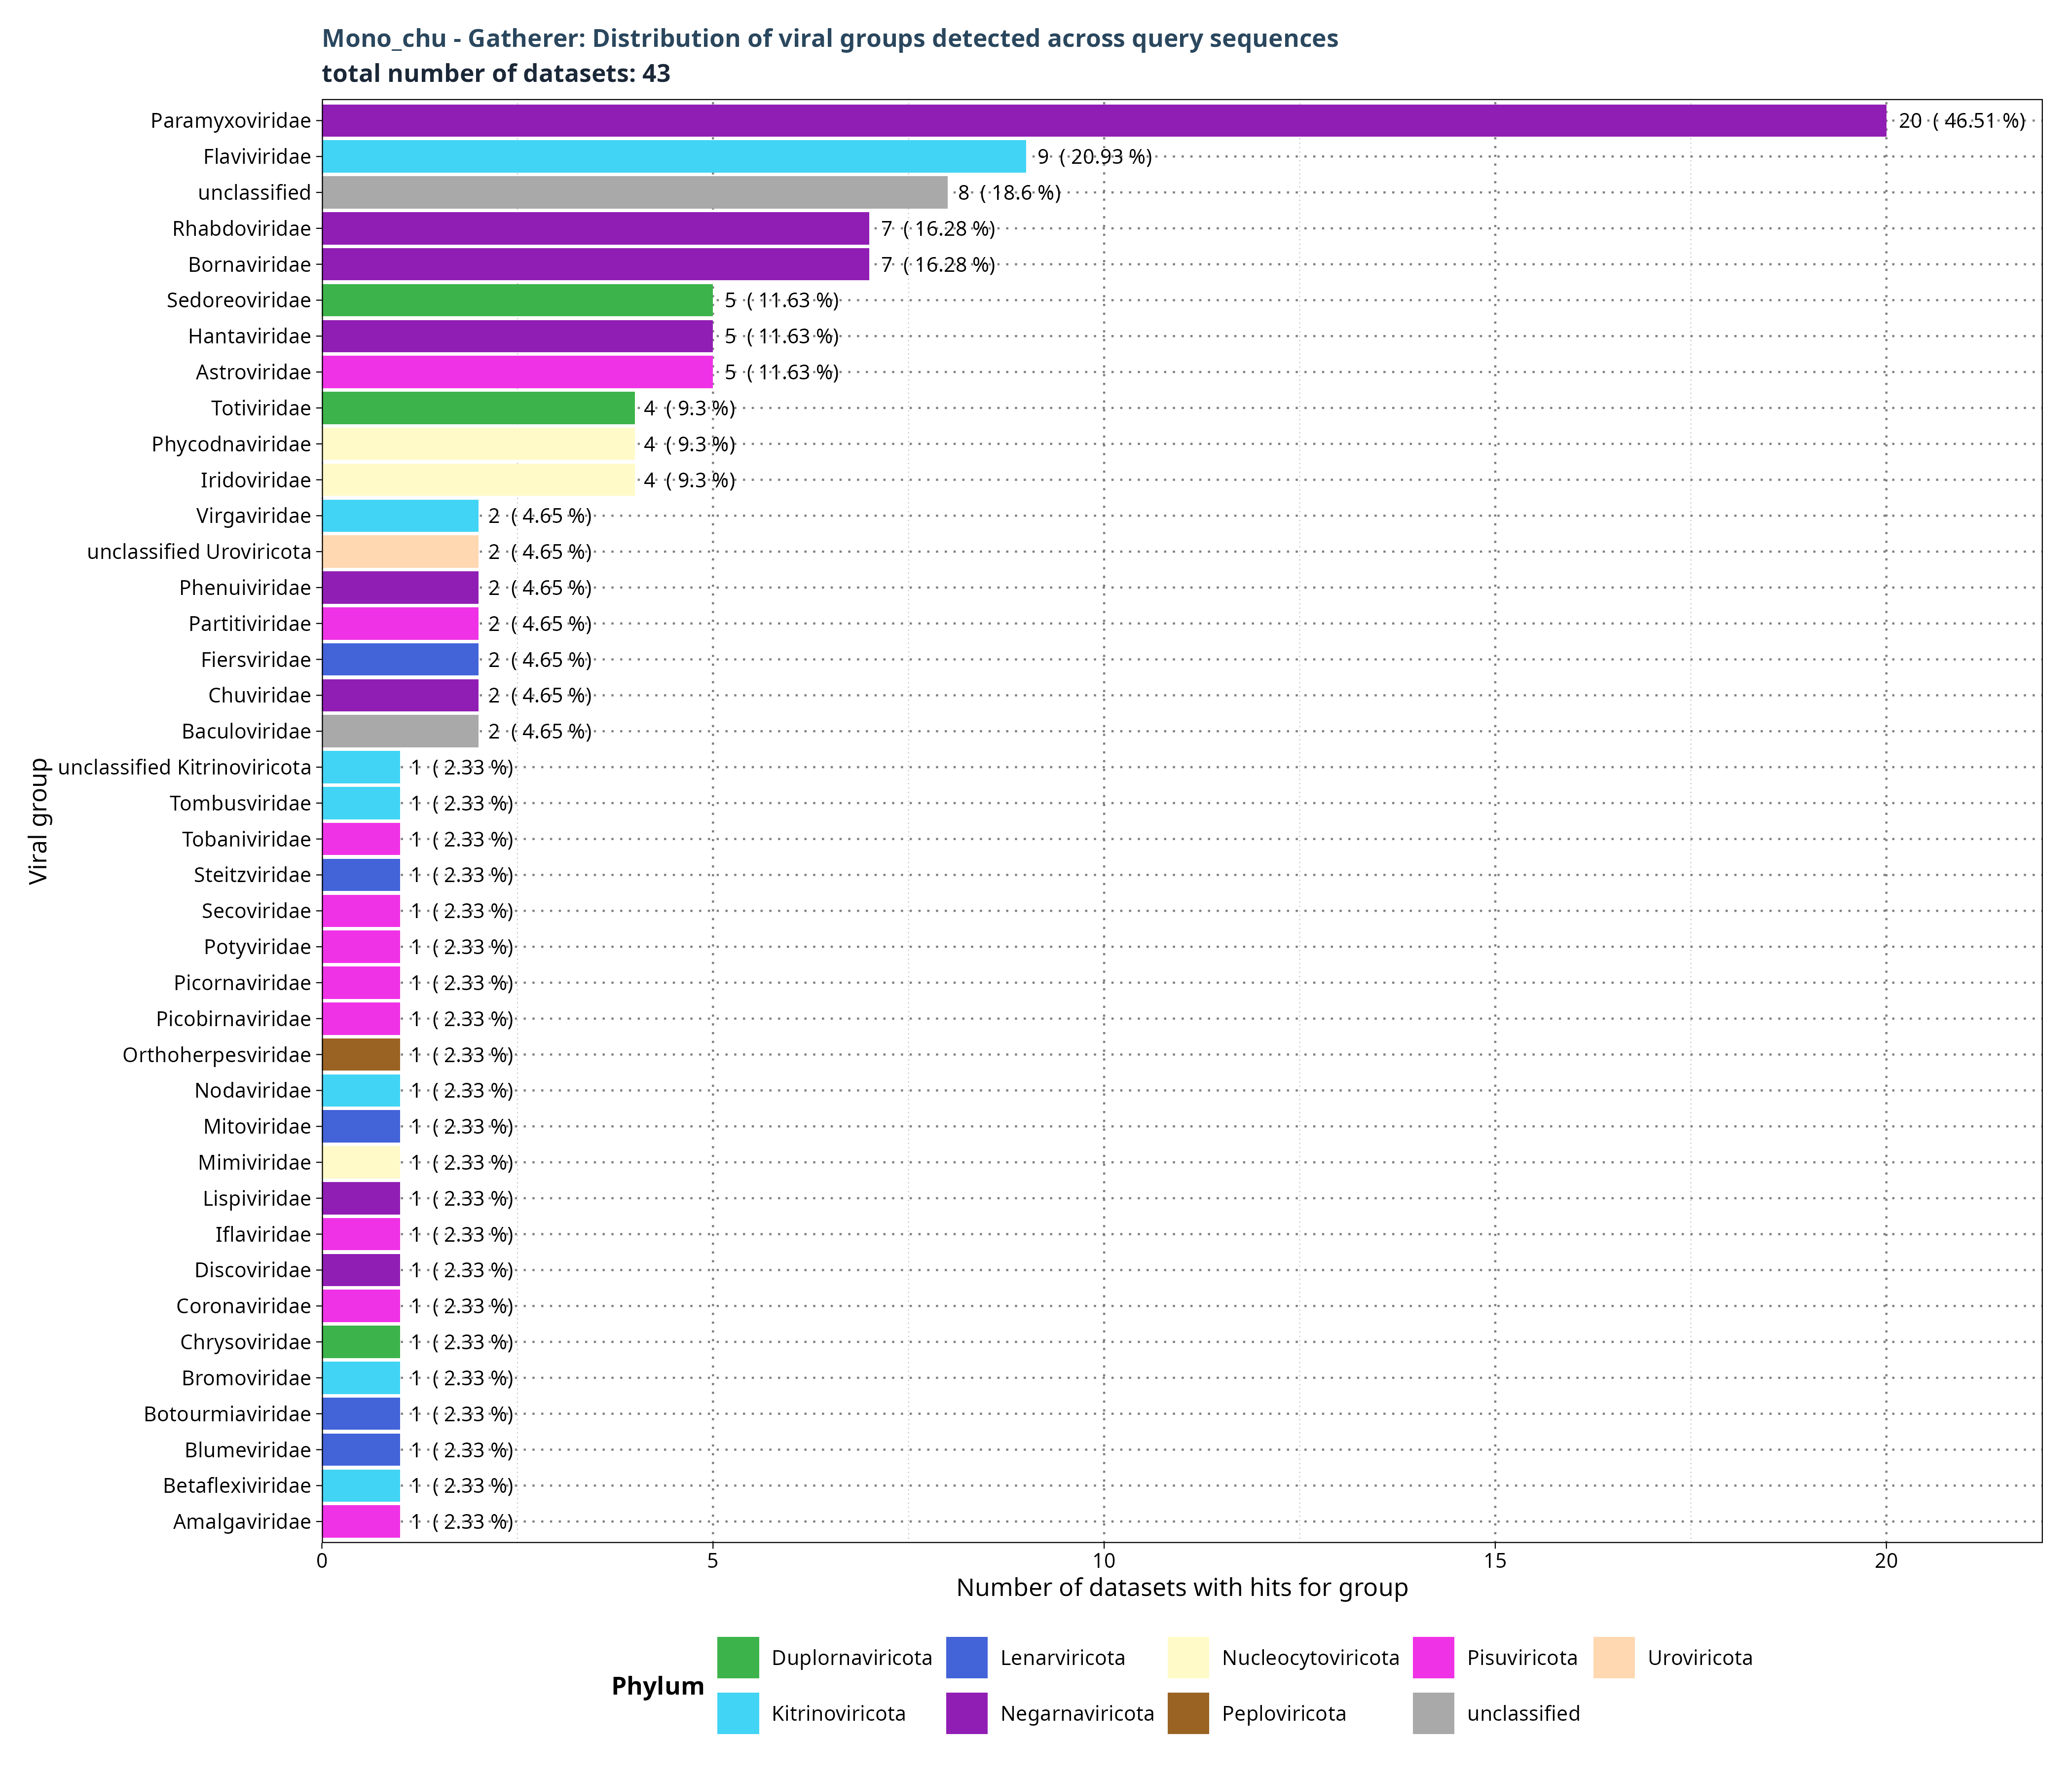 Mono_chu - Gatherer: Distribution of viral groups detected across query sequences
total number of datasets: 43
Viral group
Paramyxoviridae 20 ( 46.51 %)
Flaviviridae 9 ( 20.93 %)
unclassified 8 ( 18.6 %)
Rhabdoviridae 7 ( 16.28 %)
Bornaviridae 7 ( 16.28 %)
Sedoreoviridae 5 ( 11.63 %)
Hantaviridae 5 ( 11.63 %)
Astroviridae 5 ( 11.63 %)
Totiviridae 4 ( 9.3 %)
Phycodnaviridae 4 ( 9.3 %)
Iridoviridae 4 ( 9.3 %)
Virgaviridae 2 ( 4.65 %)
unclassified Uroviricota 2 ( 4.65 %)
Phenuiviridae 2 ( 4.65 %)
Partitiviridae 2 ( 4.65 %)
Fiersviridae 2 ( 4.65 %)
Chuviridae 2 ( 4.65 %)
Baculoviridae 2 ( 4.65 %)
unclassified Kitrinoviricota 1 ( 2.33 %)
Tombusviridae 1 ( 2.33 %)
Tobaniviridae 1 ( 2.33 %)
Steitzviridae 1 ( 2.33 %)
Secoviridae 1 ( 2.33 %)
Potyviridae 1 ( 2.33 %)
Picornaviridae 1 ( 2.33 %)
Picobirnaviridae 1 ( 2.33 %)
Orthoherpesviridae 1 ( 2.33 %)
Nodaviridae 1 ( 2.33 %)
Mitoviridae 1 ( 2.33 %)
Mimiviridae 1 ( 2.33 %)
Lispiviridae 1 ( 2.33 %)
Iflaviridae 1 ( 2.33 %)
Discoviridae 1 ( 2.33 %)
Coronaviridae 1 ( 2.33 %)
Chrysoviridae 1 ( 2.33 %)
Bromoviridae 1 ( 2.33 %)
Botourmiaviridae 1 ( 2.33 %)
Blumeviridae 1 ( 2.33 %)
Betaflexiviridae 1 ( 2.33 %)
Amalgaviridae 1 ( 2.33 %)
0 5 10 15 20
Number of datasets with hits for group
Phylum
Duplornaviricota Lenarviricota Nucleocytoviricota Pisuviricota Uroviricota
Kitrinoviricota Negarnaviricota Peploviricota unclassified